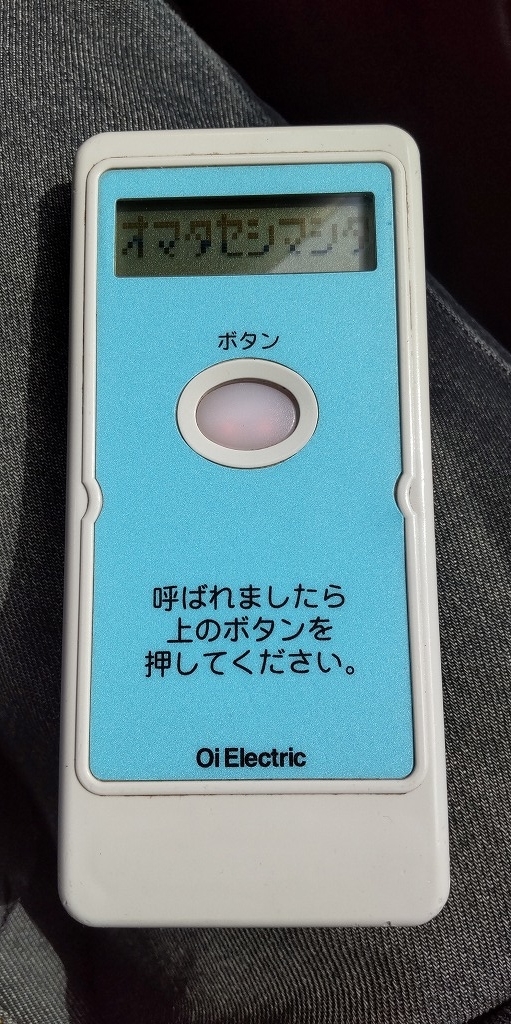 オマタセシマシタ
ボタン
呼ばれましたら
上のボタンを
押してください。
Oi Electric